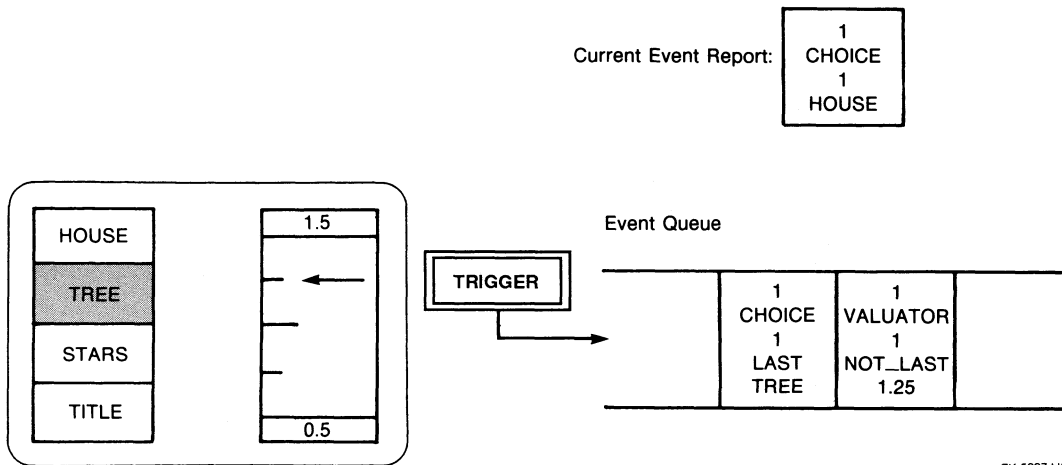 Current Event Report:
1
CHOICE
1
HOUSE
HOUSE
TREE
STARS
TITLE
1.5
0.5
TRIGGER
Event Queue
1
CHOICE
1
LAST
TREE
1
VALUATOR
1
NOT_LAST
1.25